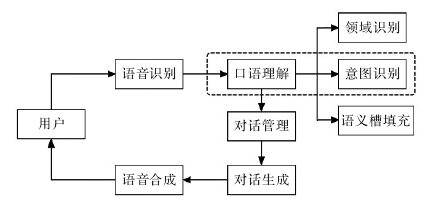 领域识别
语音识别
口语理解
意图识别
用户
对话管理
语义槽填充
语音合成
对话生成